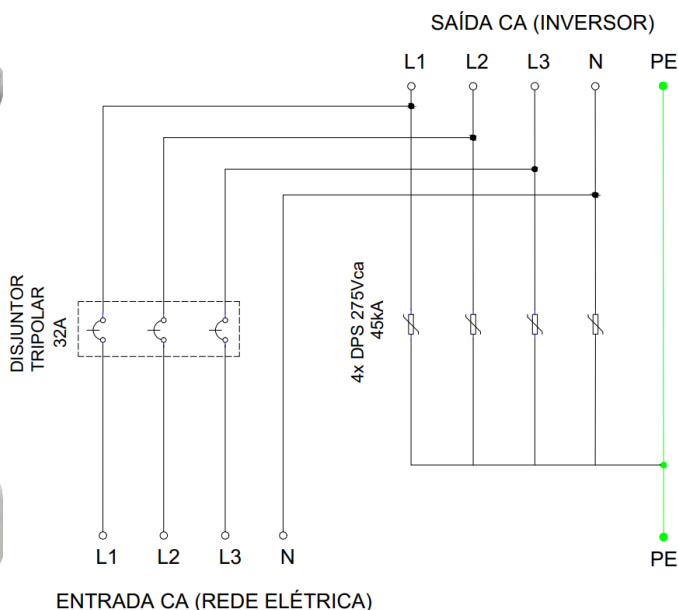 SAÍDA CA (INVERSOR)
L1 L2 L3 N PE
DISJUNTOR
TRIPOLAR
32A
4x DPS 275Vca
45kA
L1 L2 L3 N
PE
ENTRADA CA (REDE ELÉTRICA)